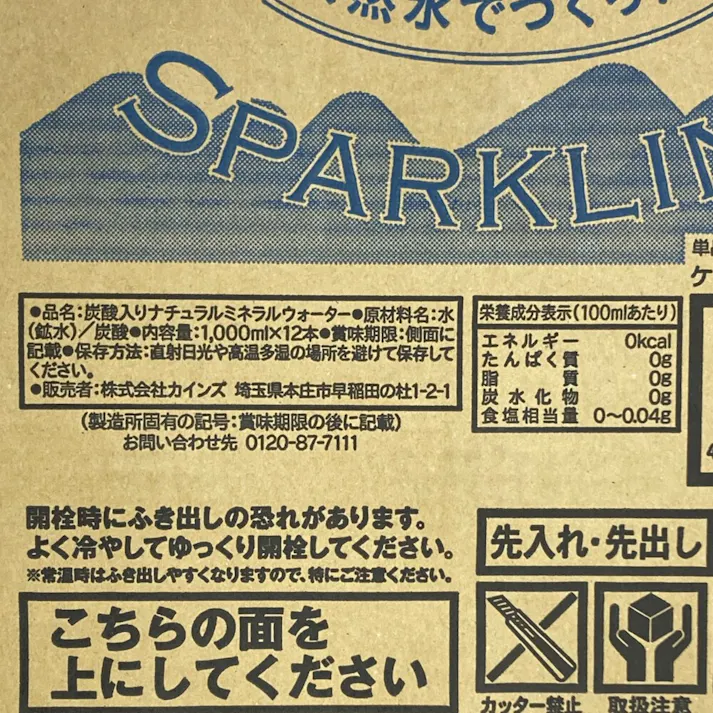 然水でつくら
SPARKLIN
単品
ケ
●品名:炭酸入りナチュラルミネラルウォーター●原材料名:水
(鉱水)/炭酸●内容量:1,000ml×12本●賞味期限:側面に
記載●保存方法:直射日光や高温多湿の場所を避けて保存して
ください。
●販売者:株式会社カインズ 埼玉県本庄市早稲田の杜1-2-1
(製造所固有の記号:賞味期限の後に記載)
お問い合わせ先 0120-87-7111
栄養成分表示(100mlあたり)
エネルギー 0kcal
たんぱく質 0g
脂質 0g
炭水化物 0g
食塩相当量 0〜0.04g
開栓時にふき出しの恐れがあります。
よく冷やしてゆっくり開栓してください。
※常温時はふき出しやすくなりますので、特にご注意ください。
こちらの面を
上にしてください
先入れ・先出し
カッター禁止
取扱注意